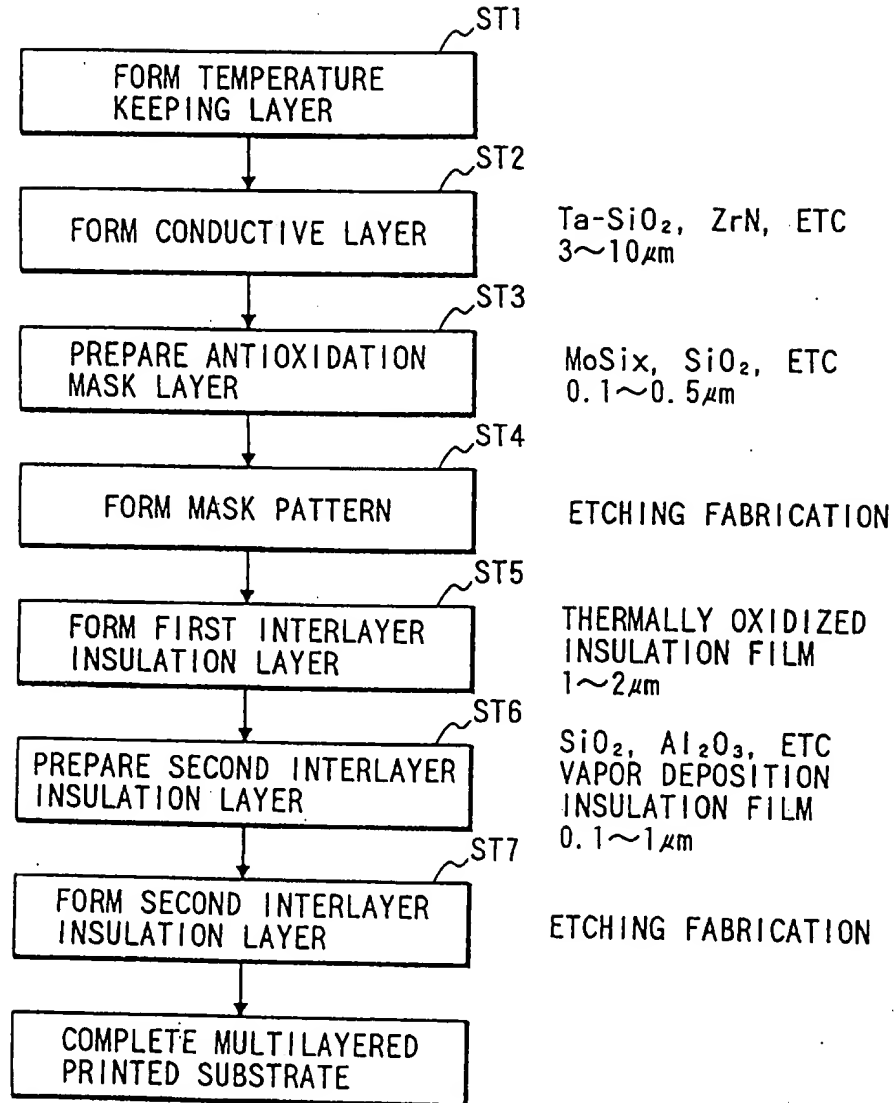 ST1
FORM TEMPERATURE
KEEPING LAYER
ST2
FORM CONDUCTIVE LAYER
Ta-SiO₂, ZrN, ETC
3～10μm
ST3
PREPARE ANTIOXIDATION
MASK LAYER
MoSix, SiO₂, ETC
0.1～0.5μm
ST4
FORM MASK PATTERN
ETCHING FABRICATION
ST5
FORM FIRST INTERLAYER
INSULATION LAYER
THERMALLY OXIDIZED
INSULATION FILM
1～2μm
ST6
PREPARE SECOND INTERLAYER
INSULATION LAYER
SiO₂, Al₂O₃, ETC
VAPOR DEPOSITION
INSULATION FILM
0.1～1μm
ST7
FORM SECOND INTERLAYER
INSULATION LAYER
ETCHING FABRICATION
COMPLETE MULTILAYERED
PRINTED SUBSTRATE